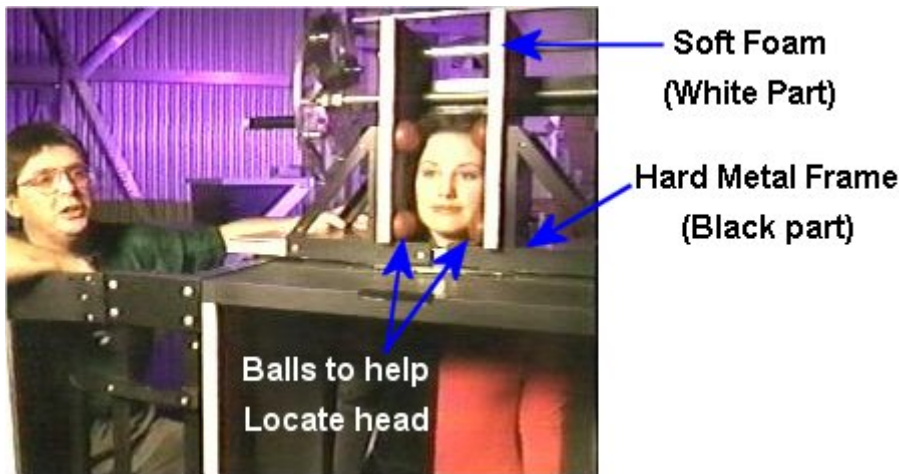 Soft Foam
(White Part)
Hard Metal Frame
(Black part)
Balls to help
Locate head